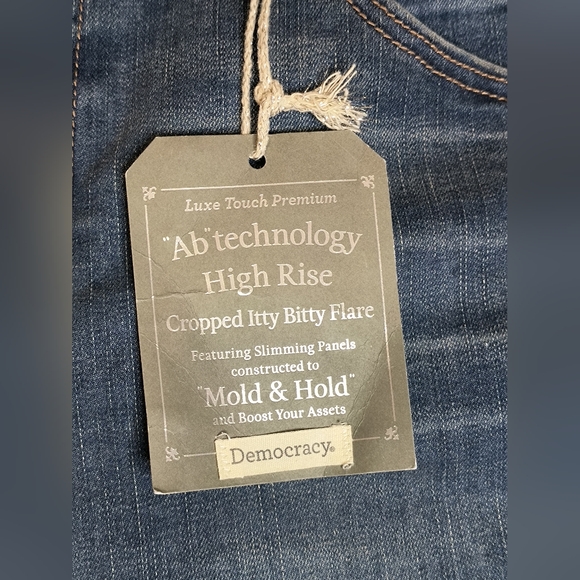 Luxe Touch Premium
"Ab"technology
High Rise
Cropped Itty Bitty Flare
Featuring Slimming Panels
constructed to
"Mold & Hold"
and Boost Your Assets
Democracy®